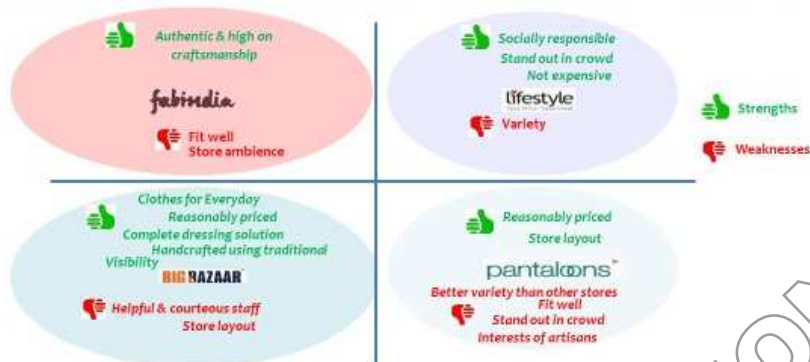 Authentic & high on
craftsmanship
fabindia
Fit well
Store ambience
Socially responsible
Stand out in crowd
Not expensive
lifestyle
Variety
Strengths
Weaknesses
Clothes for Everyday
Reasonably priced
Complete dressing solution
Handcrafted using traditional
Visibility
BIG BAZAAR
Helpful & courteous staff
Store layout
Reasonably priced
Store layout
pantaloons
Better variety than other stores
Fit well
Stand out in crowd
Interests of artisans